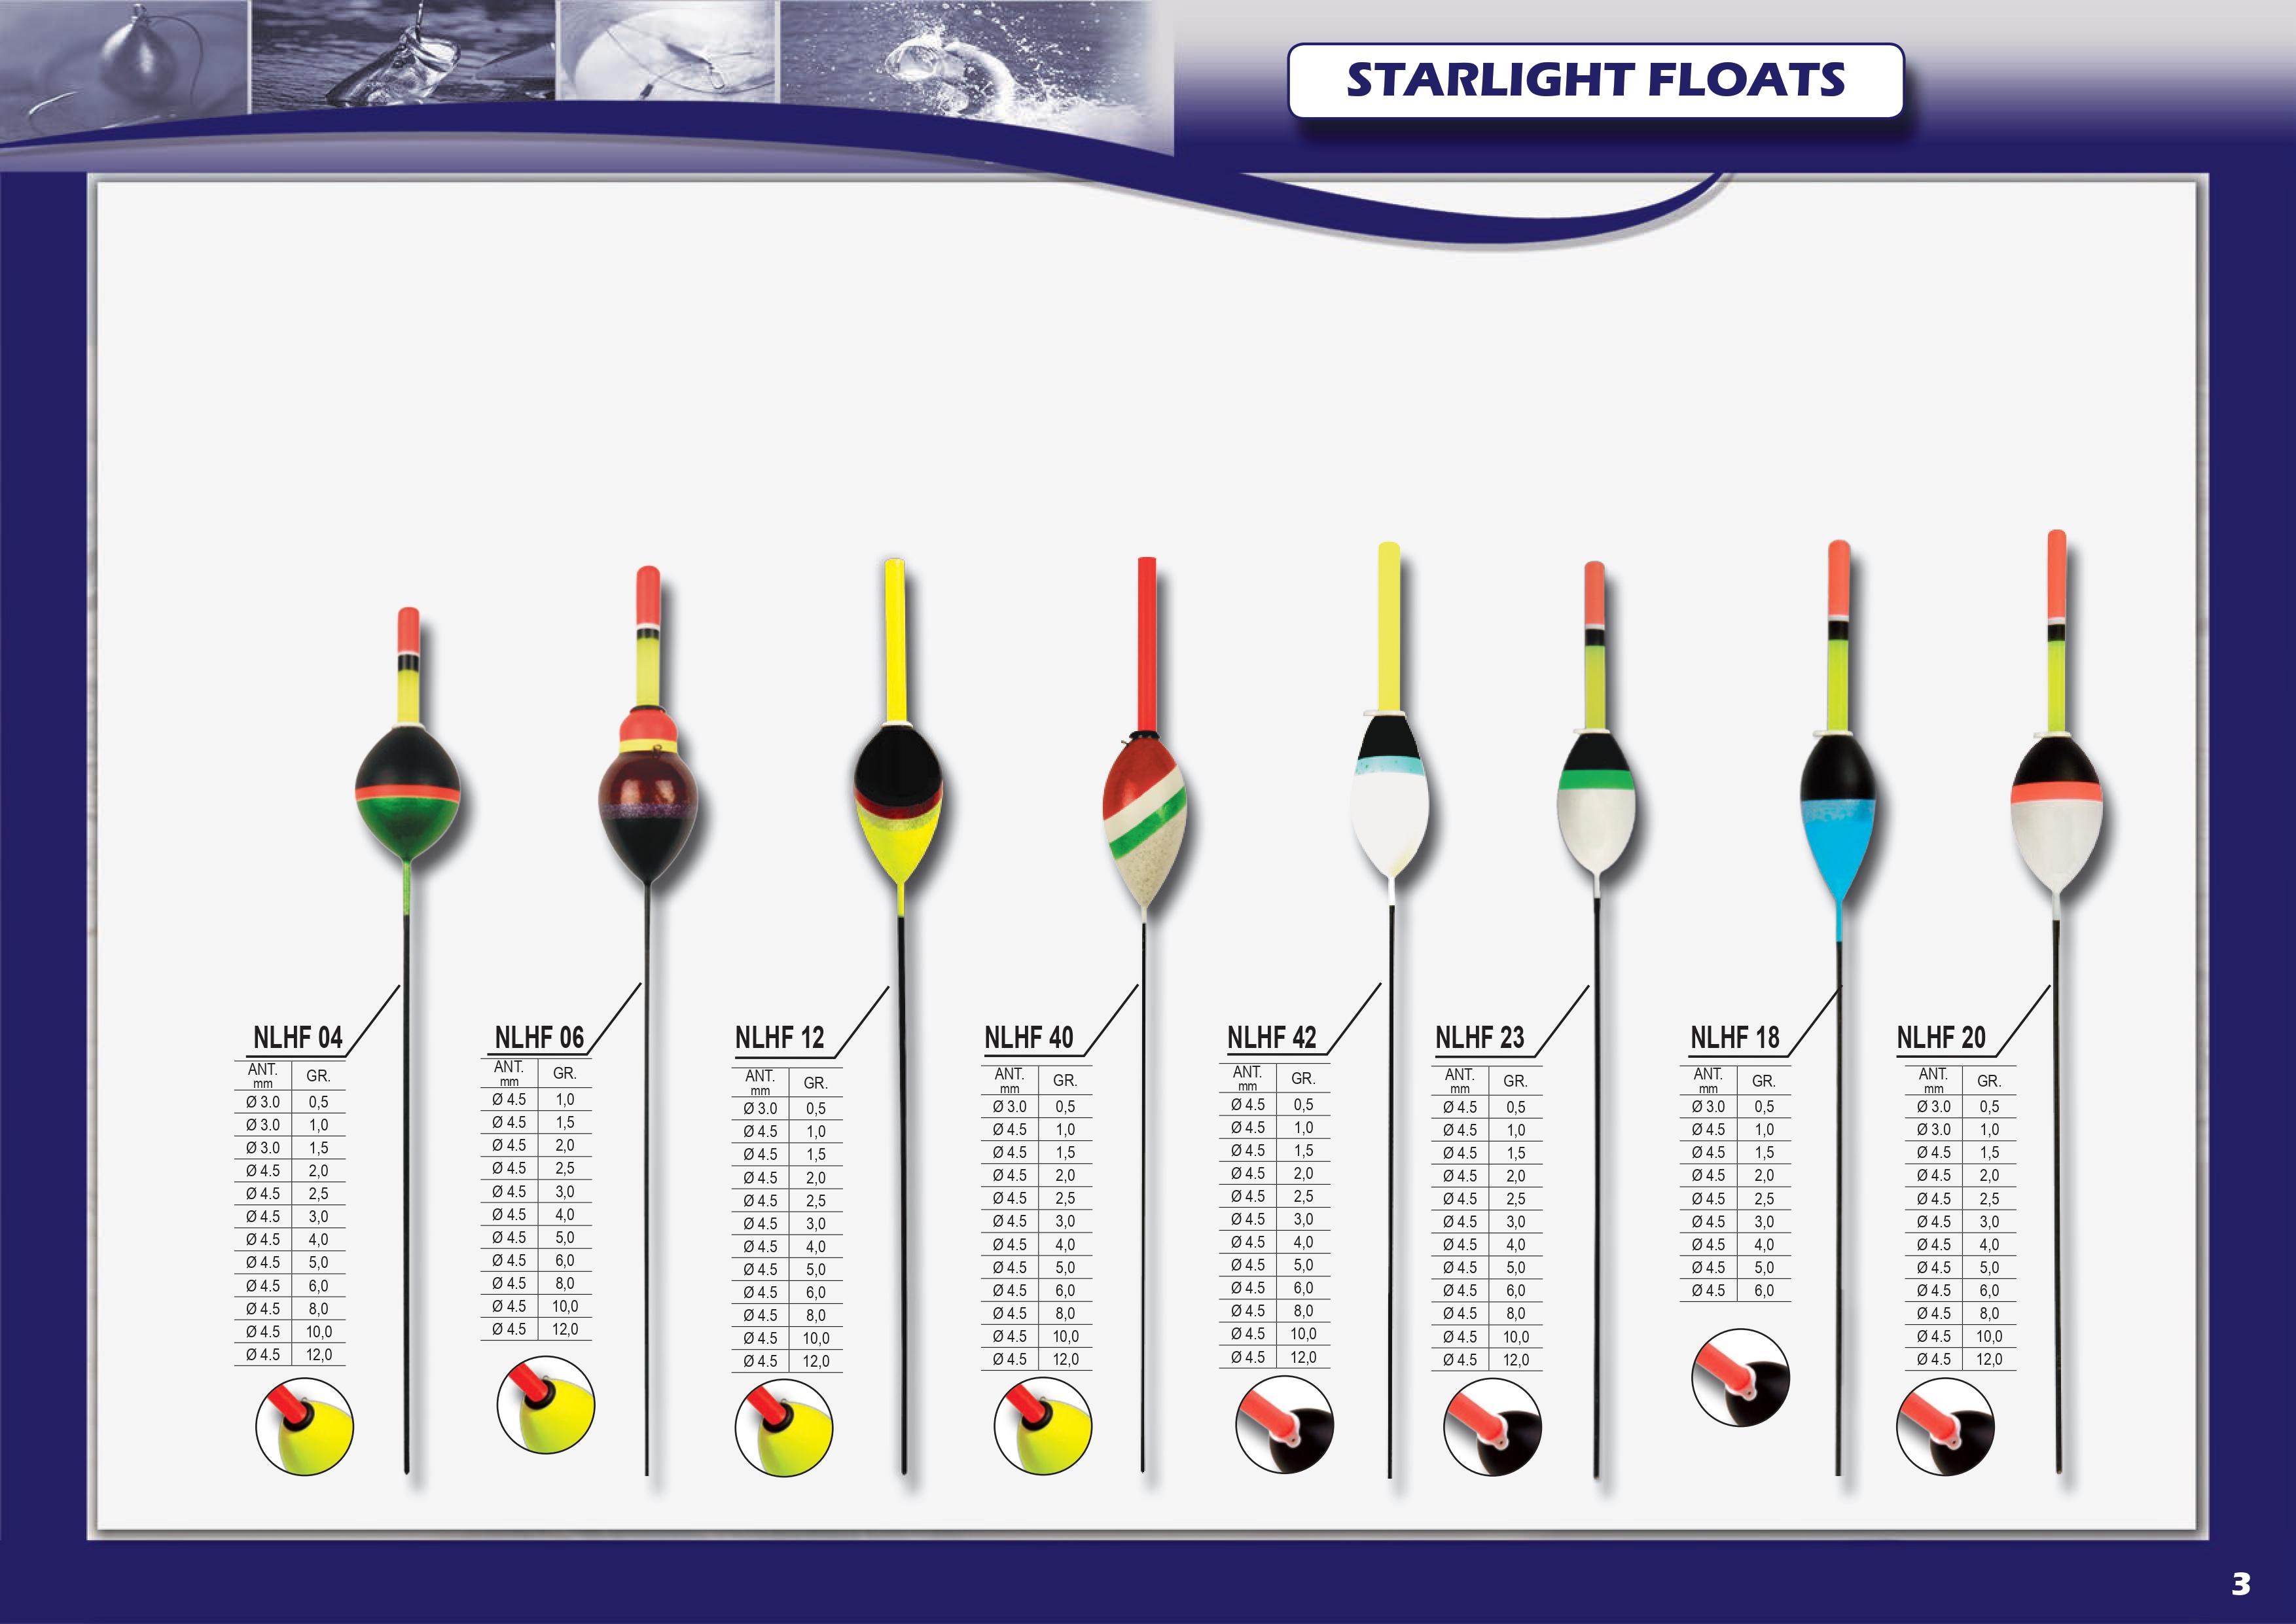 STARLIGHT FLOATS
NLHF 04
ANT. mm GR.
Ø 3.0 0,5
Ø 3.0 1,0
Ø 3.0 1,5
Ø 4.5 2,0
Ø 4.5 2,5
Ø 4.5 3,0
Ø 4.5 4,0
Ø 4.5 5,0
Ø 4.5 6,0
Ø 4.5 8,0
Ø 4.5 10,0
Ø 4.5 12,0
NLHF 06
ANT. mm GR.
Ø 4.5 1,0
Ø 4.5 1,5
Ø 4.5 2,0
Ø 4.5 2,5
Ø 4.5 3,0
Ø 4.5 4,0
Ø 4.5 5,0
Ø 4.5 6,0
Ø 4.5 8,0
Ø 4.5 10,0
Ø 4.5 12,0
NLHF 12
ANT. mm GR.
Ø 3.0 0,5
Ø 4.5 1,0
Ø 4.5 1,5
Ø 4.5 2,0
Ø 4.5 2,5
Ø 4.5 3,0
Ø 4.5 4,0
Ø 4.5 5,0
Ø 4.5 6,0
Ø 4.5 8,0
Ø 4.5 10,0
Ø 4.5 12,0
NLHF 40
ANT. mm GR.
Ø 3.0 0,5
Ø 4.5 1,0
Ø 4.5 1,5
Ø 4.5 2,0
Ø 4.5 2,5
Ø 4.5 3,0
Ø 4.5 4,0
Ø 4.5 5,0
Ø 4.5 6,0
Ø 4.5 8,0
Ø 4.5 10,0
Ø 4.5 12,0
NLHF 42
ANT. mm GR.
Ø 4.5 0,5
Ø 4.5 1,0
Ø 4.5 1,5
Ø 4.5 2,0
Ø 4.5 2,5
Ø 4.5 3,0
Ø 4.5 4,0
Ø 4.5 5,0
Ø 4.5 6,0
Ø 4.5 8,0
Ø 4.5 10,0
Ø 4.5 12,0
NLHF 23
ANT. mm GR.
Ø 4.5 0,5
Ø 4.5 1,0
Ø 4.5 1,5
Ø 4.5 2,0
Ø 4.5 2,5
Ø 4.5 3,0
Ø 4.5 4,0
Ø 4.5 5,0
Ø 4.5 6,0
Ø 4.5 8,0
Ø 4.5 10,0
Ø 4.5 12,0
NLHF 18
ANT. mm GR.
Ø 3.0 0,5
Ø 4.5 1,0
Ø 4.5 1,5
Ø 4.5 2,0
Ø 4.5 2,5
Ø 4.5 3,0
Ø 4.5 4,0
Ø 4.5 5,0
Ø 4.5 6,0
NLHF 20
ANT. mm GR.
Ø 3.0 0,5
Ø 3.0 1,0
Ø 4.5 1,5
Ø 4.5 2,0
Ø 4.5 2,5
Ø 4.5 3,0
Ø 4.5 4,0
Ø 4.5 5,0
Ø 4.5 6,0
Ø 4.5 8,0
Ø 4.5 10,0
Ø 4.5 12,0
3